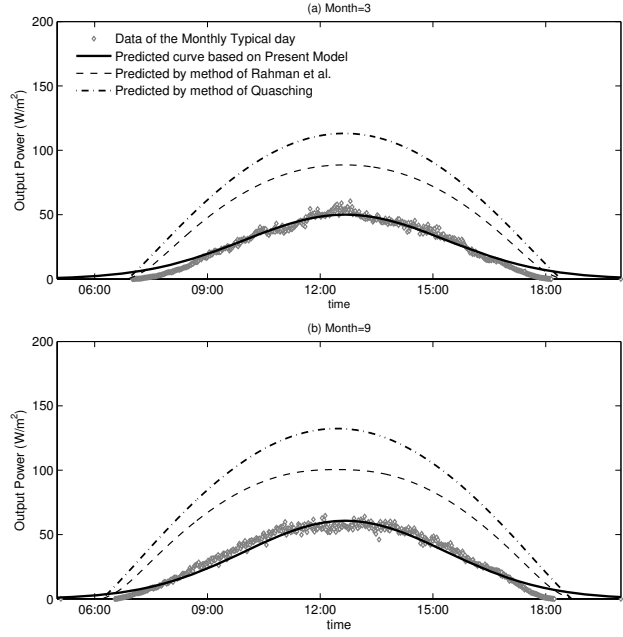 (a) Month=3
200
150
100
50
0
Output Power (W/m²)
Data of the Monthly Typical day
Predicted curve based on Present Model
Predicted by method of Rahman et al.
Predicted by method of Quasching
06:00 09:00 12:00 15:00 18:00
time
(b) Month=9
200
150
100
50
0
Output Power (W/m²)
06:00 09:00 12:00 15:00 18:00
time